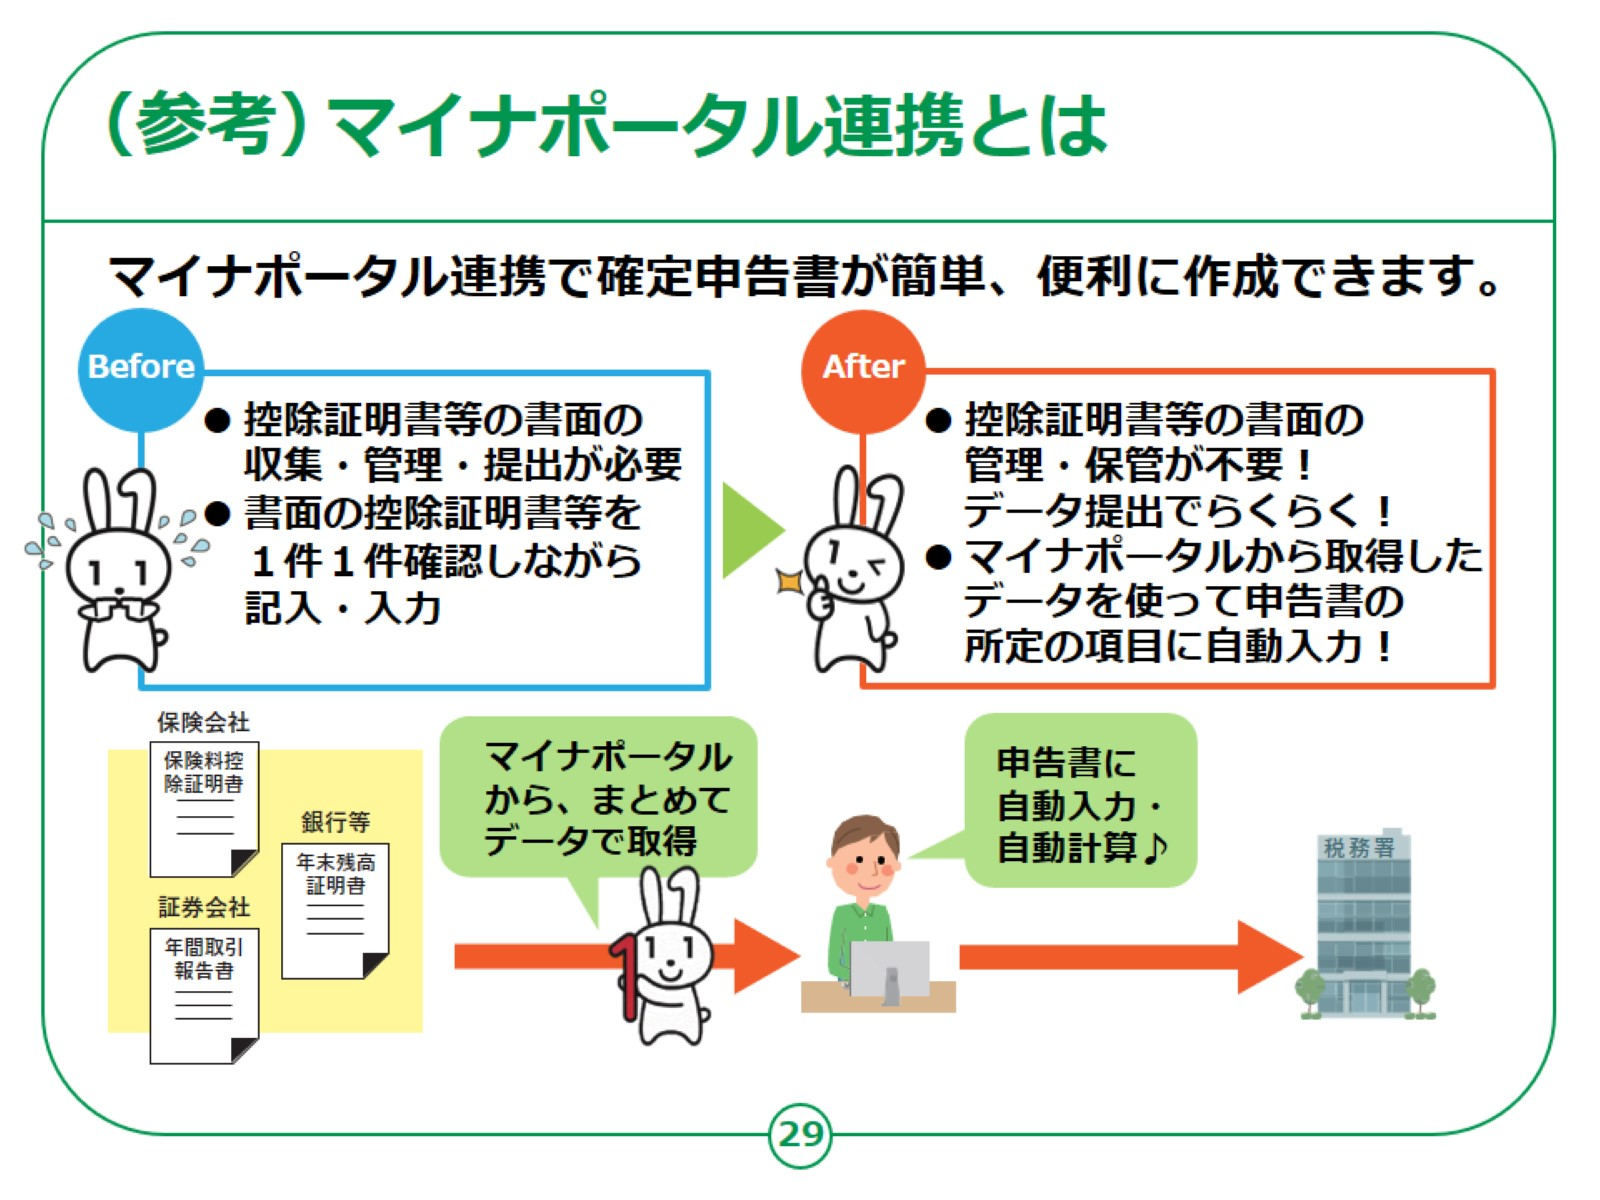 （参考）マイナポータル連携とは
マイナポータル連携で確定申告書が簡単、便利に作成できます。
Before
● 控除証明書等の書面の
収集・管理・提出が必要
● 書面の控除証明書等を
１件１件確認しながら
記入・入力
After
● 控除証明書等の書面の
管理・保管が不要！
データ提出でらくらく！
● マイナポータルから取得した
データを使って申告書の
所定の項目に自動入力！
保険会社
保険料控
除証明書
銀行等
年末残高
証明書
証券会社
年間取引
報告書
マイナポータル
から、まとめて
データで取得
申告書に
自動入力・
自動計算♪
税務署
29